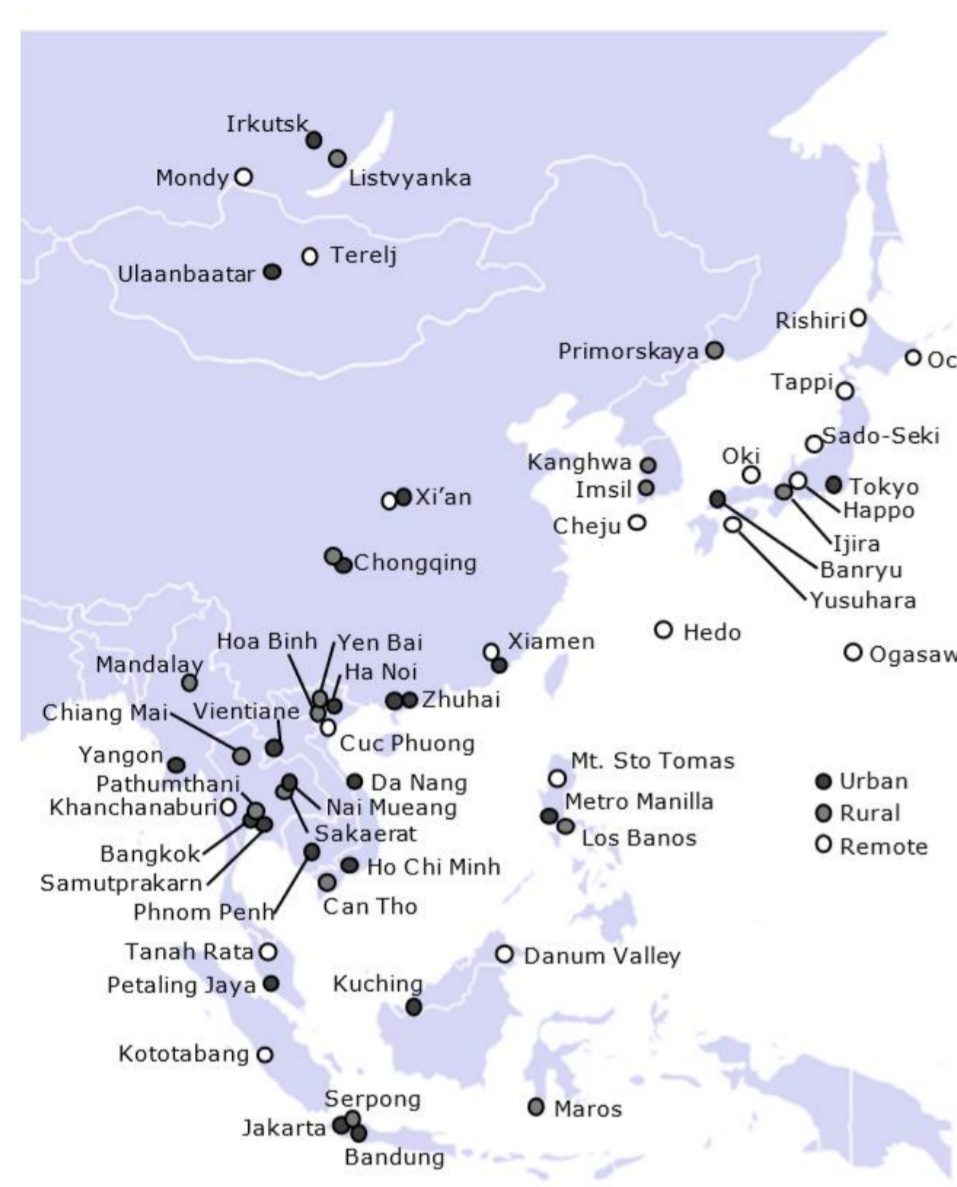 Irkutsk
Mondy
Listvyanka
Terelj
Ulaanbaatar
Rishiri
Primorskaya
Oc
Tappi
Sado-Seki
Oki
Kanghwa
Imsil
Tokyo
Xi’an
Happo
Cheju
Ijira
Chongqing
Banryu
Yusuhara
Hedo
Hoa Binh
Yen Bai
Xiamen
Ogasaw
Mandalay
Ha Noi
Chiang Mai
Vientiane
Zhuhai
Cuc Phuong
Yangon
Mt. Sto Tomas
Pathumthani
Da Nang
Urban
Khanchanaburi
Nai Mueang
Metro Manilla
Rural
Sakaerat
Los Banos
Remote
Bangkok
Ho Chi Minh
Samutprakarn
Can Tho
Phnom Penh
Tanah Rata
Danum Valley
Petaling Jaya
Kuching
Kototabang
Serpong
Maros
Jakarta
Bandung